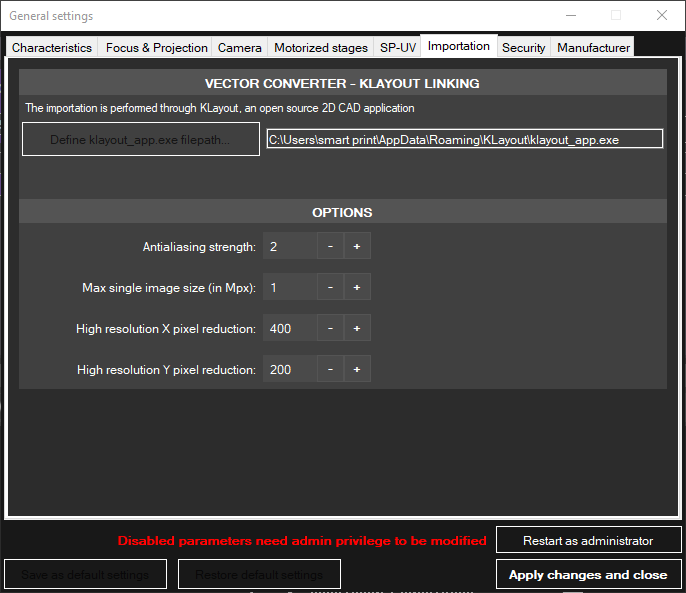 General settings
Characteristics Focus & Projection Camera Motorized stages SP-UV Importation Security Manufacturer
VECTOR CONVERTER - KLAYOUT LINKING
The importation is performed through KLayout, an open source 2D CAD application
Define klayout_app.exe filepath... C:\Users\smart print\AppData\Roaming\KLayout\klayout_app.exe
OPTIONS
Antialiasing strength: 2 - +
Max single image size (in Mpx): 1 - +
High resolution X pixel reduction: 400 - +
High resolution Y pixel reduction: 200 - +
Disabled parameters need admin privilege to be modified Restart as administrator
Save as default settings Restore default settings Apply changes and close